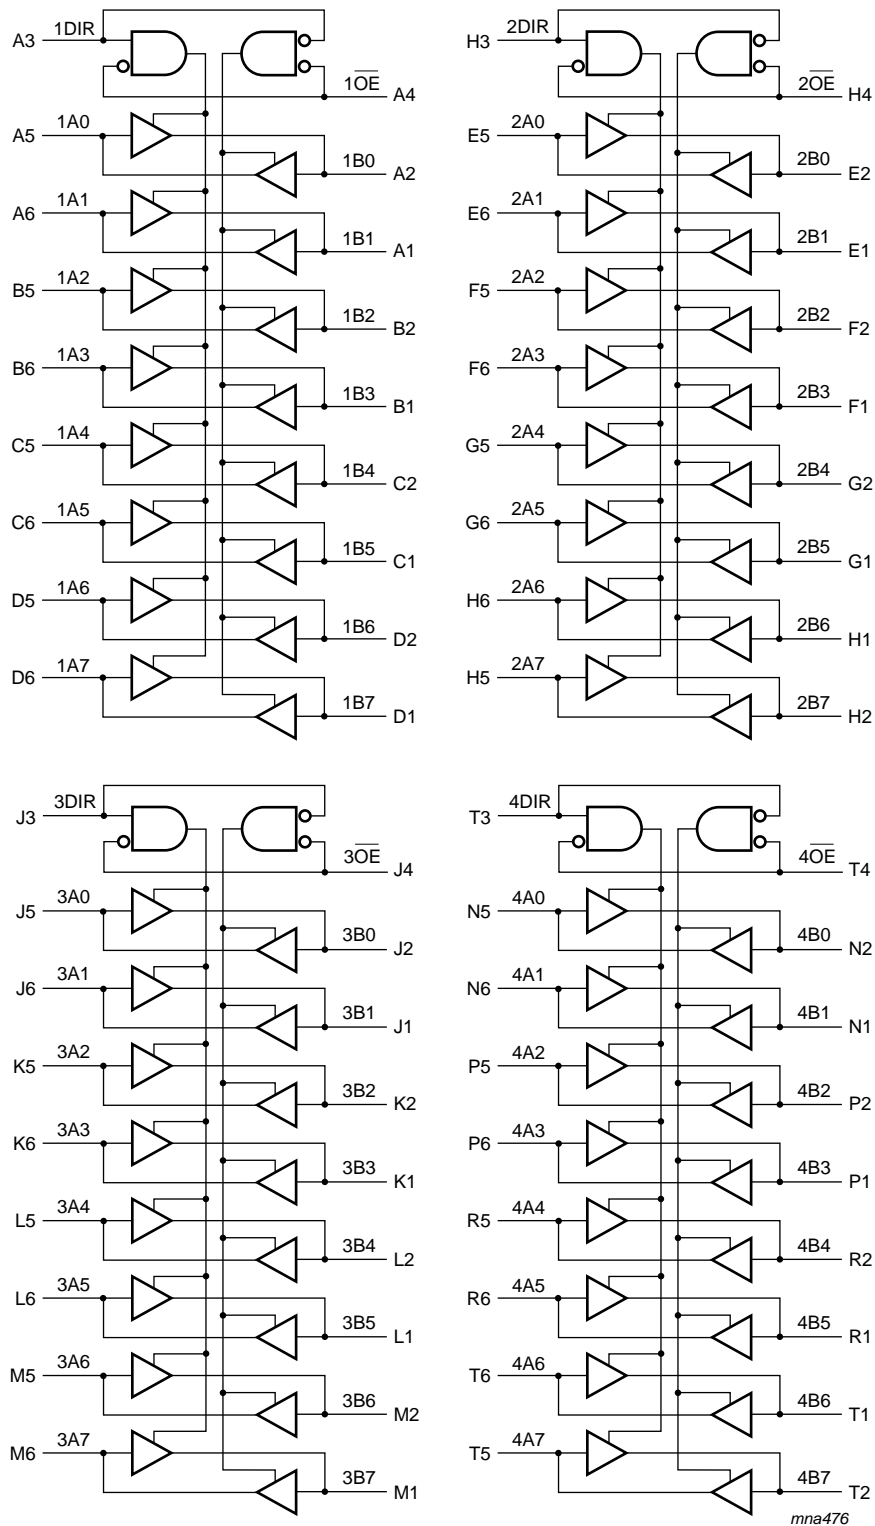 A3 1DIR
1O̅E̅ A4
A5 1A0
1B0 A2
A6 1A1
1B1 A1
B5 1A2
1B2 B2
B6 1A3
1B3 B1
C5 1A4
1B4 C2
C6 1A5
1B5 C1
D5 1A6
1B6 D2
D6 1A7
1B7 D1
H3 2DIR
2O̅E̅ H4
E5 2A0
2B0 E2
E6 2A1
2B1 E1
F5 2A2
2B2 F2
F6 2A3
2B3 F1
G5 2A4
2B4 G2
G6 2A5
2B5 G1
H6 2A6
2B6 H1
H5 2A7
2B7 H2
J3 3DIR
3O̅E̅ J4
J5 3A0
3B0 J2
J6 3A1
3B1 J1
K5 3A2
3B2 K2
K6 3A3
3B3 K1
L5 3A4
3B4 L2
L6 3A5
3B5 L1
M5 3A6
3B6 M2
M6 3A7
3B7 M1
T3 4DIR
4O̅E̅ T4
N5 4A0
4B0 N2
N6 4A1
4B1 N1
P5 4A2
4B2 P2
P6 4A3
4B3 P1
R5 4A4
4B4 R2
R6 4A5
4B5 R1
T6 4A6
4B6 T1
T5 4A7
4B7 T2
mna476